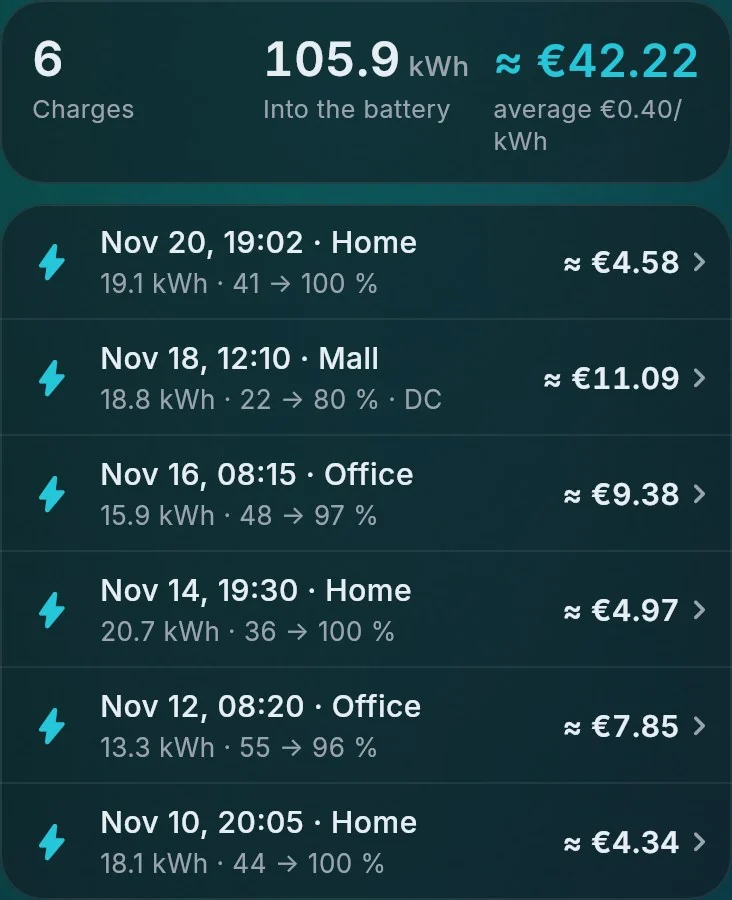 6
Charges
105.9 kWh
Into the battery
≈ €42.22
average €0.40/
kWh
Nov 20, 19:02 · Home
19.1 kWh · 41 → 100 %
≈ €4.58
Nov 18, 12:10 · Mall
18.8 kWh · 22 → 80 % · DC
≈ €11.09
Nov 16, 08:15 · Office
15.9 kWh · 48 → 97 %
≈ €9.38
Nov 14, 19:30 · Home
20.7 kWh · 36 → 100 %
≈ €4.97
Nov 12, 08:20 · Office
13.3 kWh · 55 → 96 %
≈ €7.85
Nov 10, 20:05 · Home
18.1 kWh · 44 → 100 %
≈ €4.34